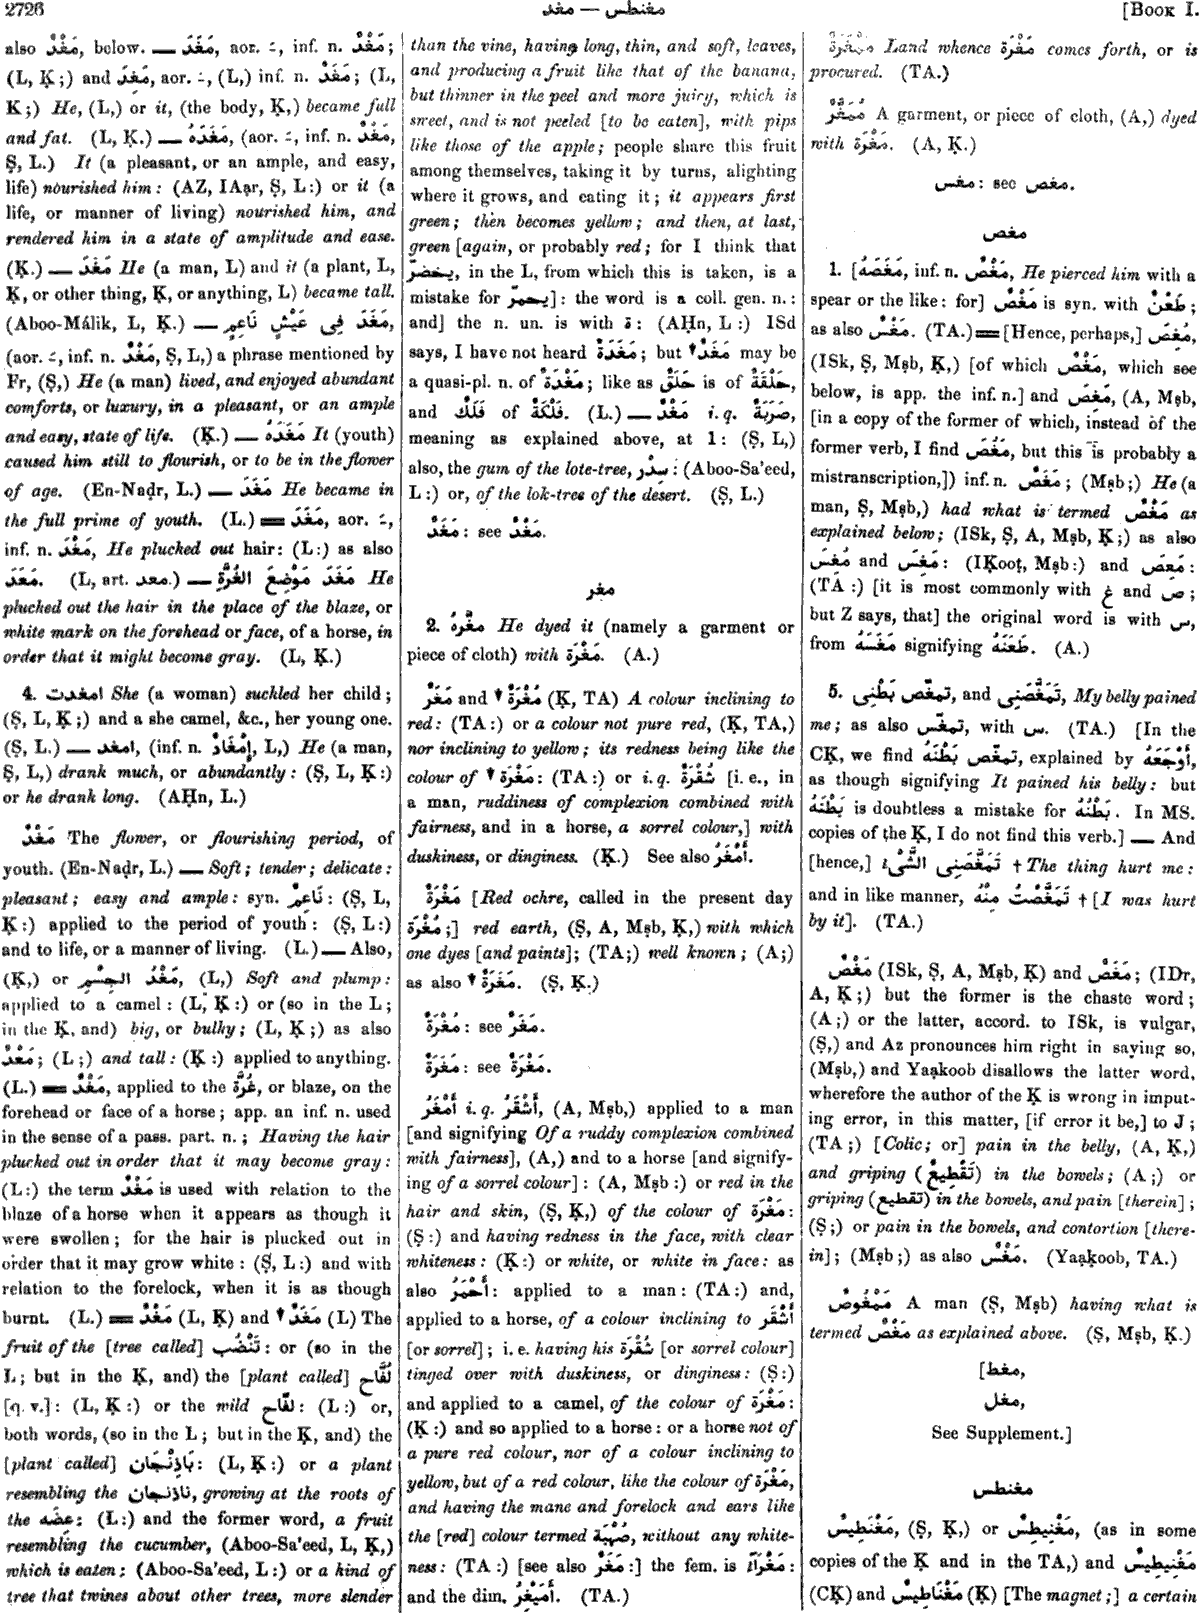 2726
مغنطس — مغد
[BOOK I.
also مَغْدٌ, below. — مَغَدَ, aor. ـَ, inf. n. مَغْدٌ;
(L, Ḳ;) and مَغِدَ, aor. ـَ, (L,) inf. n. مَغَدٌ; (L,
Ḳ;) He, (L,) or it, (the body, Ḳ,) became full
and fat. (L, Ḳ.) — مَغَدَهُ, (aor. ـَ, inf. n. مَغْدٌ,
Ṣ, L.) It (a pleasant, or an ample, and easy,
life) nourished him: (AZ, IAạr, Ṣ, L:) or it (a
life, or manner of living) nourished him, and
rendered him in a state of amplitude and ease.
(Ḳ.) — مَغَدَ He (a man, L) and it (a plant, L,
Ḳ, or other thing, Ḳ, or anything, L) became tall.
(Aboo-Málik, L, Ḳ.) — مَغَدَ فِى عَيْشٍ نَاعِمٍ,
(aor. ـَ, inf. n. مَغْدٌ, Ṣ, L,) a phrase mentioned by
Fr, (Ṣ,) He (a man) lived, and enjoyed abundant
comforts, or luxury, in a pleasant, or an ample
and easy, state of life. (Ḳ.) — مَغَدَهُ It (youth)
caused him still to flourish, or to be in the flower
of age. (En-Naḍr, L.) — مَغَدَ He became in
the full prime of youth. (L.) = مَغَدَ, aor. ـَ,
inf. n. مَغْدٌ, He plucked out hair: (L:) as also
مَعَدَ. (L, art. معد.) — مَغَدَ مَوْضِعَ الغُرَّةِ He
plucked out the hair in the place of the blaze, or
white mark on the forehead or face, of a horse, in
order that it might become gray. (L, Ḳ.)
4. امغدت She (a woman) suckled her child;
(Ṣ, L, Ḳ;) and a she camel, &c., her young one.
(Ṣ, L.) — امغد, (inf. n. إِمْغَادٌ, L,) He (a man,
Ṣ, L,) drank much, or abundantly: (Ṣ, L, Ḳ:)
or he drank long. (AḤn, L.)
مَغْدٌ The flower, or flourishing period, of
youth. (En-Naḍr, L.) — Soft; tender; delicate:
pleasant; easy and ample: syn. نَاعِمٌ: (Ṣ, L,
Ḳ:) applied to the period of youth: (Ṣ, L:)
and to life, or a manner of living. (L.) — Also,
(Ḳ,) or مَغْدُ الجِسْمِ, (L,) Soft and plump:
applied to a camel: (L, Ḳ:) or (so in the L;
in the Ḳ, and) big, or bulky; (L, Ḳ;) as also
مَغَدٌ; (L;) and tall: (Ḳ:) applied to anything.
(L.) = مَغْدٌ, applied to the غُرَّة, or blaze, on the
forehead or face of a horse; app. an inf. n. used
in the sense of a pass. part. n.; Having the hair
plucked out in order that it may become gray:
(L:) the term مَغْدٌ is used with relation to the
blaze of a horse when it appears as though it
were swollen; for the hair is plucked out in
order that it may grow white: (Ṣ, L:) and with
relation to the forelock, when it is as though
burnt. (L.) = مَغْدٌ (L, Ḳ) and ▼ مَغَدٌ (L) The
fruit of the [tree called] تَنْضُب: or (so in the
L; but in the Ḳ, and) the [plant called] لُفَّاح
[q. v.]: (L, Ḳ:) or the wild لُفَّاح: (L:) or,
both words, (so in the L; but in the Ḳ, and) the
[plant called] بَاذِنْجَان: (L, Ḳ:) or a plant
resembling the باذنجان, growing at the roots of
the عِضَه: (L:) and the former word, a fruit
resembling the cucumber, (Aboo-Sa'eed, L, Ḳ,)
which is eaten; (Aboo-Sa'eed, L:) or a kind of
tree that twines about other trees, more slender
than the vine, having long, thin, and soft, leaves,
and producing a fruit like that of the banana,
but thinner in the peel and more juicy, which is
sweet, and is not peeled [to be eaten], with pips
like those of the apple; people share this fruit
among themselves, taking it by turns, alighting
where it grows, and eating it; it appears first
green; then becomes yellow; and then, at last,
green [again, or probably red; for I think that
يخضرّ, in the L, from which this is taken, is a
mistake for يحمرّ]: the word is a coll. gen. n.:
and] the n. un. is with ة: (AḤn, L:) ISd
says, I have not heard مَغَدَةٌ; but ▼ مَغَدٌ may be
a quasi-pl. n. of مَغْدَةٌ; like as حَلَقٌ is of حَلْقَةٌ,
and فَلَكٌ of فَلْكَةٌ. (L.) — مَغْدٌ i. q. صَرَبَةٌ,
meaning as explained above, at 1: (Ṣ, L,)
also, the gum of the lote-tree, سِدْر: (Aboo-Sa'eed,
L:) or, of the lok-tree of the desert. (Ṣ, L.)
مَغَدٌ: see مَغْدٌ.
مغر
2. مغّرهُ He dyed it (namely a garment or
piece of cloth) with مَغْرَة. (A.)
مَغَرٌ and ▼ مُغْرَةٌ (Ḳ, TA) A colour inclining to
red: (TA:) or a colour not pure red, (Ḳ, TA,)
nor inclining to yellow; its redness being like the
colour of ▼ مَغْرَة: (TA:) or i. q. شُقْرَةٌ [i. e., in
a man, ruddiness of complexion combined with
fairness, and in a horse, a sorrel colour,] with
duskiness, or dinginess. (Ḳ.) See also أَمْغَرُ.
مَغْرَةٌ [Red ochre, called in the present day
مُغْرَة;] red earth, (Ṣ, A, Mṣb, Ḳ,) with which
one dyes [and paints]; (TA;) well known; (A;)
as also ▼ مَغَرَةٌ. (Ṣ, Ḳ.)
مُغْرَةٌ: see مَغَرٌ.
مَغَرَةٌ: see مَغْرَةٌ.
أَمْغَرُ i. q. أَشْقَرُ, (A, Mṣb,) applied to a man
[and signifying Of a ruddy complexion combined
with fairness], (A,) and to a horse [and signify-
ing of a sorrel colour]: (A, Mṣb:) or red in the
hair and skin, (Ṣ, Ḳ,) of the colour of مَغْرَة:
(Ṣ:) and having redness in the face, with clear
whiteness: (Ḳ:) or white, or white in face: as
also أَحْمَرُ: applied to a man: (TA:) and,
applied to a horse, of a colour inclining to أَشْقَر
[or sorrel]; i. e. having his شُقْرَة [or sorrel colour]
tinged over with duskiness, or dinginess: (Ṣ:)
and applied to a camel, of the colour of مَغْرَة:
(Ḳ:) and so applied to a horse: or a horse not of
a pure red colour, nor of a colour inclining to
yellow, but of a red colour, like the colour of مَغْرَة,
and having the mane and forelock and ears like
the [red] colour termed صُهْبَة, without any white-
ness: (TA:) [see also مَغَرٌ:] the fem. is مَغْرَآءُ:
and the dim. أُمَيْغِرُ. (TA.)
مَمْغَرَةٌ Land whence مَغْرَة comes forth, or is
procured. (TA.)
مُمَغَّرٌ A garment, or piece of cloth, (A,) dyed
with مَغْرَة. (A, Ḳ.)
مغس: see مغص.
مغص
1. [مَغَصَهُ, inf. n. مَغْصٌ, He pierced him with a
spear or the like: for] مَغْصٌ is syn. with طَعْنٌ;
as also مَغْسٌ. (TA.) = [Hence, perhaps,] مُغِصَ,
(ISk, Ṣ, Mṣb, Ḳ,) [of which مَغْصٌ, which see
below, is app. the inf. n.] and مَغِصَ, (A, Mṣb,
[in a copy of the former of which, instead of the
former verb, I find مَغَصَ, but this is probably a
mistranscription,]) inf. n. مَغَصٌ; (Mṣb;) He (a
man, Ṣ, Mṣb,) had what is termed مَغْصٌ as
explained below; (ISk, Ṣ, A, Mṣb, Ḳ;) as also
مُغِسَ and مَغِسَ: (IḲooṭ, Mṣb:) and مَعِصَ:
(TA:) [it is most commonly with غ and ص;
but Z says, that] the original word is with س,
from مَغَسَهُ signifying طَعَنَهُ. (A.)
5. تمغّص بَطْنِى, and تَمَغَّصَنِى, My belly pained
me; as also تمغّس, with س. (TA.) [In the
CḲ, we find تمغّص بَطْنَهُ, explained by أَوْجَعَهُ,
as though signifying It pained his belly: but
بَطْنَهُ is doubtless a mistake for بَطْنُهُ. In MS.
copies of the Ḳ, I do not find this verb.] — And
[hence,] تَمَغَّصَنِى الشَّىْءُ † The thing hurt me:
and in like manner, تَمَغَّصْتُ مِنْهُ † [I was hurt
by it]. (TA.)
مَغْصٌ (ISk, Ṣ, A, Mṣb, Ḳ) and مَغَصٌ; (IDr,
A, Ḳ;) but the former is the chaste word;
(A;) or the latter, accord. to ISk, is vulgar,
(Ṣ,) and Az pronounces him right in saying so,
(Mṣb,) and Yaạḳoob disallows the latter word,
wherefore the author of the Ḳ is wrong in imput-
ing error, in this matter, [if error it be,] to J;
(TA;) [Colic; or] pain in the belly, (A, Ḳ,)
and griping (تَقْطِيعٌ) in the bowels; (A;) or
griping (تقطيع) in the bowels, and pain [therein];
(Ṣ;) or pain in the bowels, and contortion [there-
in]; (Mṣb;) as also مَغْسٌ. (Yaạḳoob, TA.)
مَمْغُوصٌ A man (Ṣ, Mṣb) having what is
termed مَغْصٌ as explained above. (Ṣ, Mṣb, Ḳ.)
[مغط,
مغل,
See Supplement.]
مغنطس
مَغْنَطِيسٌ, (Ṣ, Ḳ,) or مَغْنِيطِسٌ, (as in some
copies of the Ḳ and in the TA,) and مَغْنِيطِيسٌ
(CḲ) and مَغْنَاطِيسٌ (Ḳ) [The magnet;] a certain